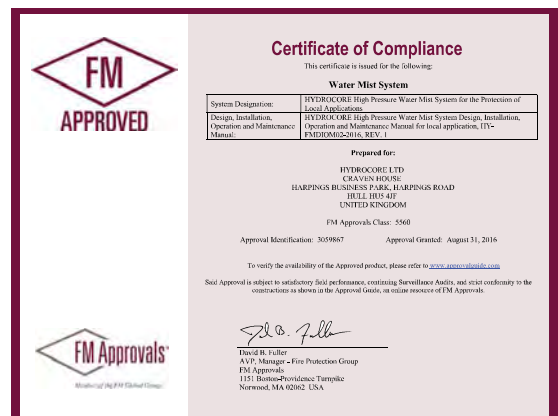 FM
APPROVED
Certificate of Compliance
This certificate is issued for the following:
Water Mist System
System Designation:
HYDROCORE High Pressure Water Mist System for the Protection of
Local Applications
Design, Installation,
Operation and Maintenance
Manual:
HYDROCORE High Pressure Water Mist System Design, Installation,
Operation and Maintenance Manual for local application, HY-
FMDIOM02-2016, REV. 1
Prepared for:
HYDROCORE LTD
CRAVEN HOUSE
HARPINGS BUSINESS PARK, HARPINGS ROAD
HULL HU5 4JF
UNITED KINGDOM
FM Approvals Class: 5560
Approval Identification: 3059867 Approval Granted: August 31, 2016
To verify the availability of the Approved product, please refer to www.approvalguide.com
Said Approval is subject to satisfactory field performance, continuing Surveillance Audits, and strict conformity to the
constructions as shown in the Approval Guide, an online resource of FM Approvals.
FM Approvals
Member of the FM Global Group
David B. Fuller
AVP, Manager – Fire Protection Group
FM Approvals
1151 Boston-Providence Turnpike
Norwood, MA 02062 USA